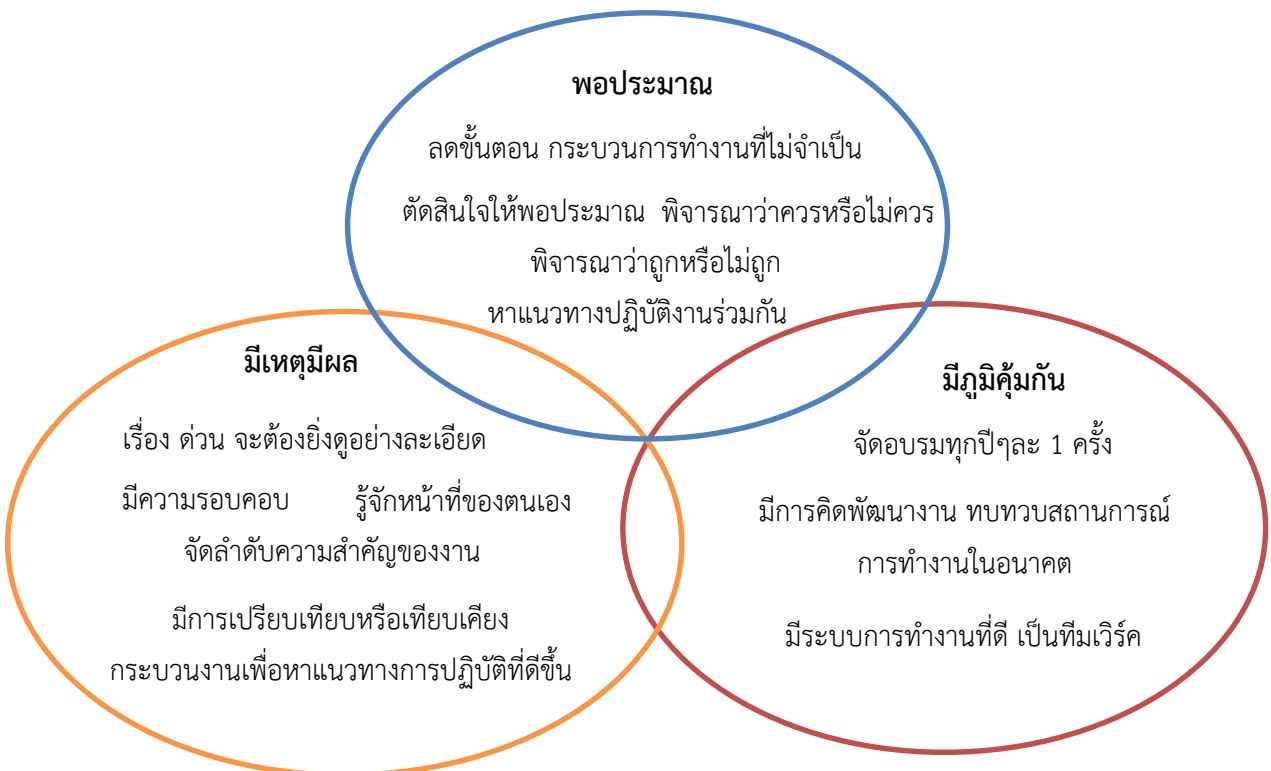 พอประมาณ
ลดขั้นตอน กระบวนการทำงานที่ไม่จำเป็น
ตัดสินใจให้พอประมาณ พิจารณาว่าควรหรือไม่ควร
พิจารณาว่าถูกหรือไม่ถูก
หาแนวทางปฏิบัติงานร่วมกัน
มีเหตุมีผล
เรื่อง ด่วน จะต้องยิ่งดูอย่างละเอียด
มีความรอบคอบ รู้จักหน้าที่ของตนเอง
จัดลำดับความสำคัญของงาน
มีการเปรียบเทียบหรือเทียบเคียง
กระบวนงานเพื่อหาแนวทางการปฏิบัติที่ดีขึ้น
มีภูมิคุ้มกัน
จัดอบรมทุกปีๆละ 1 ครั้ง
มีการคิดพัฒนางาน ทบทวบสถานการณ์
การทำงานในอนาคต
มีระบบการทำงานที่ดี เป็นทีมเวิร์ค